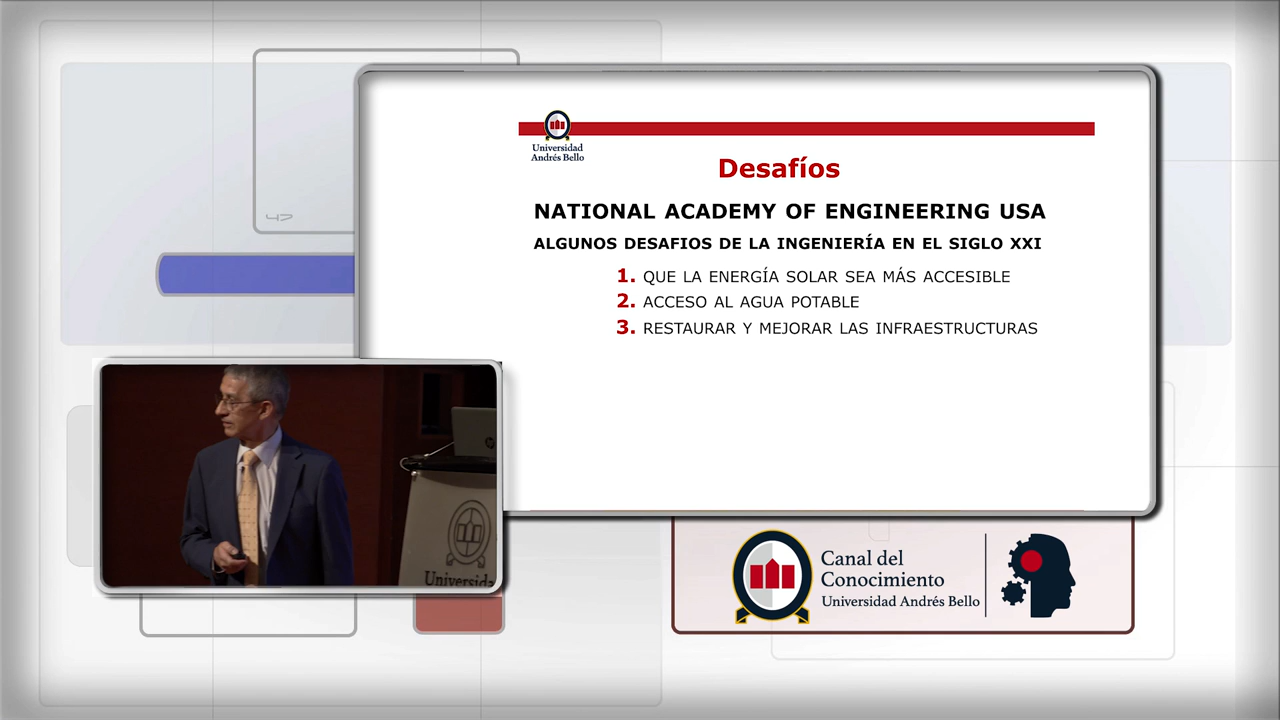 Universidad
Andrés Bello
Desafíos
NATIONAL ACADEMY OF ENGINEERING USA
ALGUNOS DESAFIOS DE LA INGENIERÍA EN EL SIGLO XXI
1. QUE LA ENERGÍA SOLAR SEA MÁS ACCESIBLE
2. ACCESO AL AGUA POTABLE
3. RESTAURAR Y MEJORAR LAS INFRAESTRUCTURAS
47
Universida
Canal del
Conocimiento
Universidad Andrés Bello